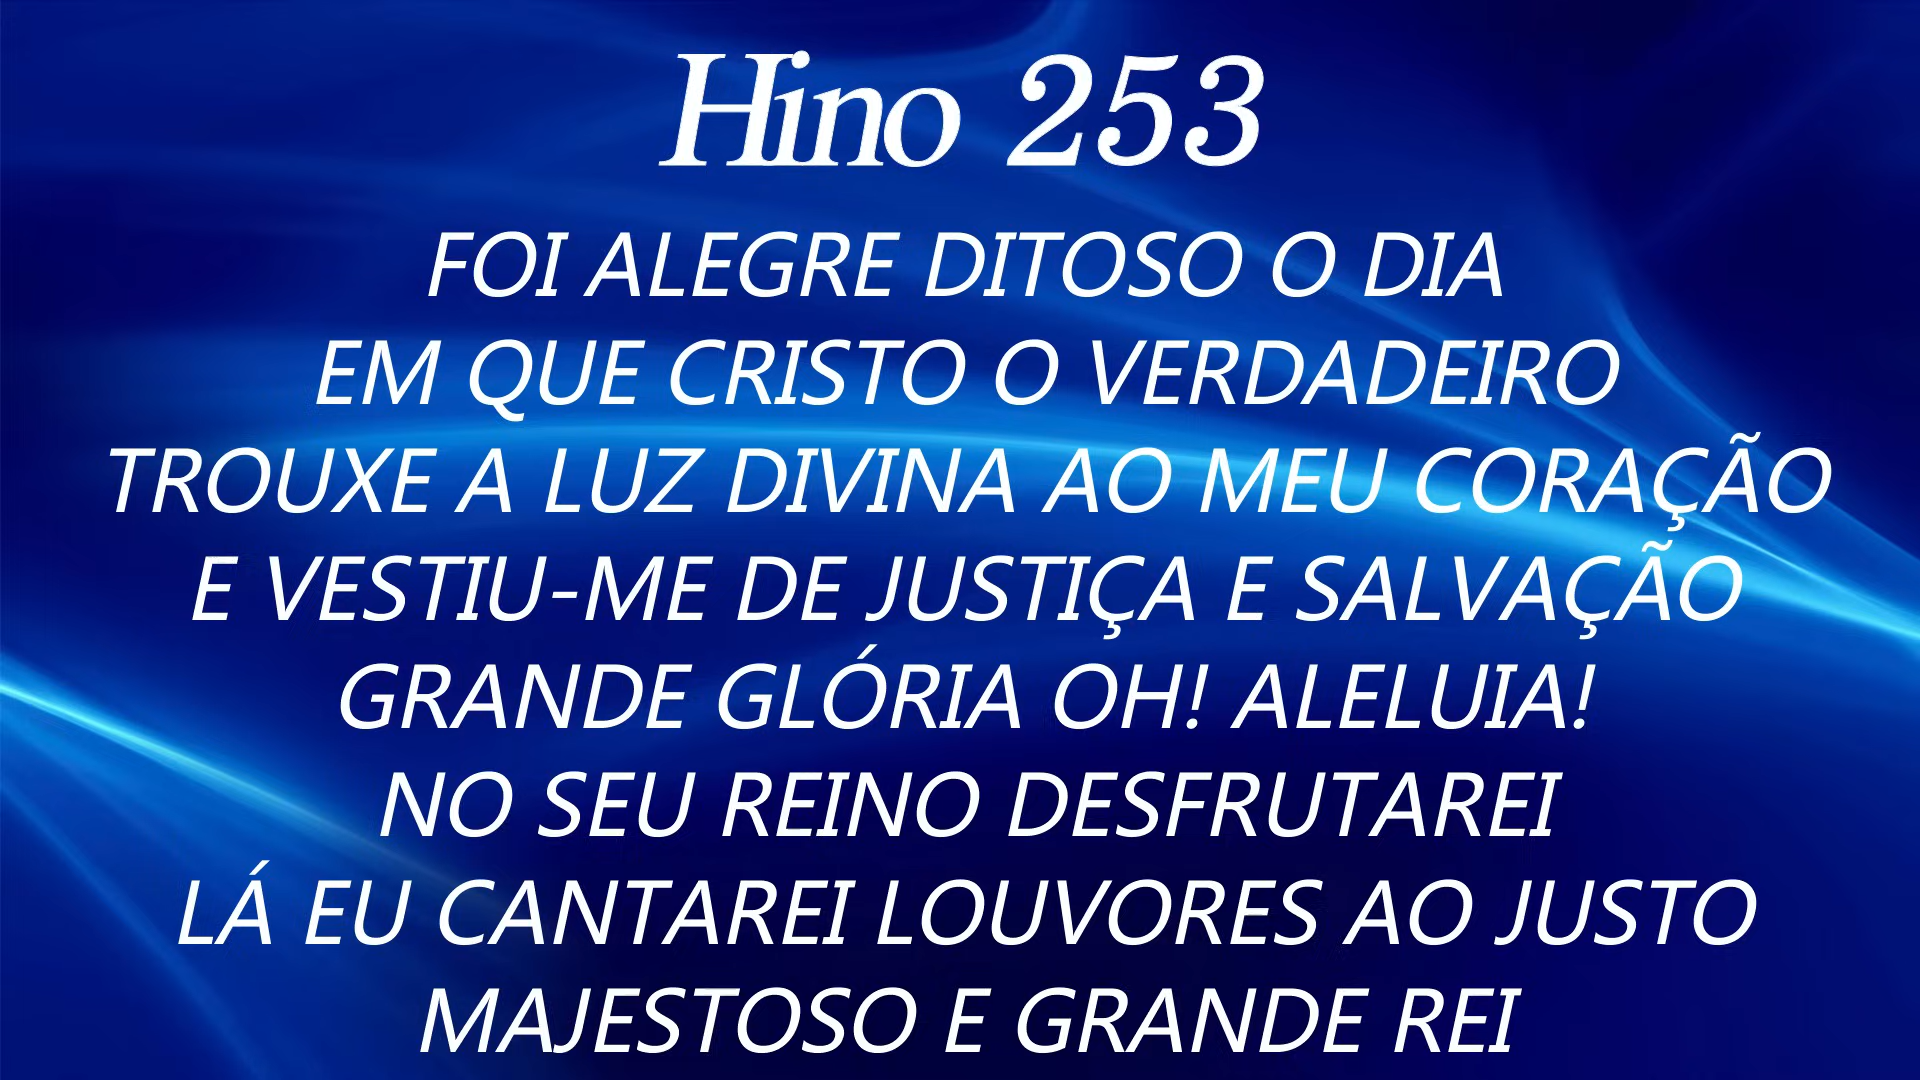 Hino 253
FOI ALEGRE DITOSO O DIA
EM QUE CRISTO O VERDADEIRO
TROUXE A LUZ DIVINA AO MEU CORAÇÃO
E VESTIU-ME DE JUSTIÇA E SALVAÇÃO
GRANDE GLÓRIA OH! ALELUIA!
NO SEU REINO DESFRUTAREI
LÁ EU CANTAREI LOUVORES AO JUSTO
MAJESTOSO E GRANDE REI